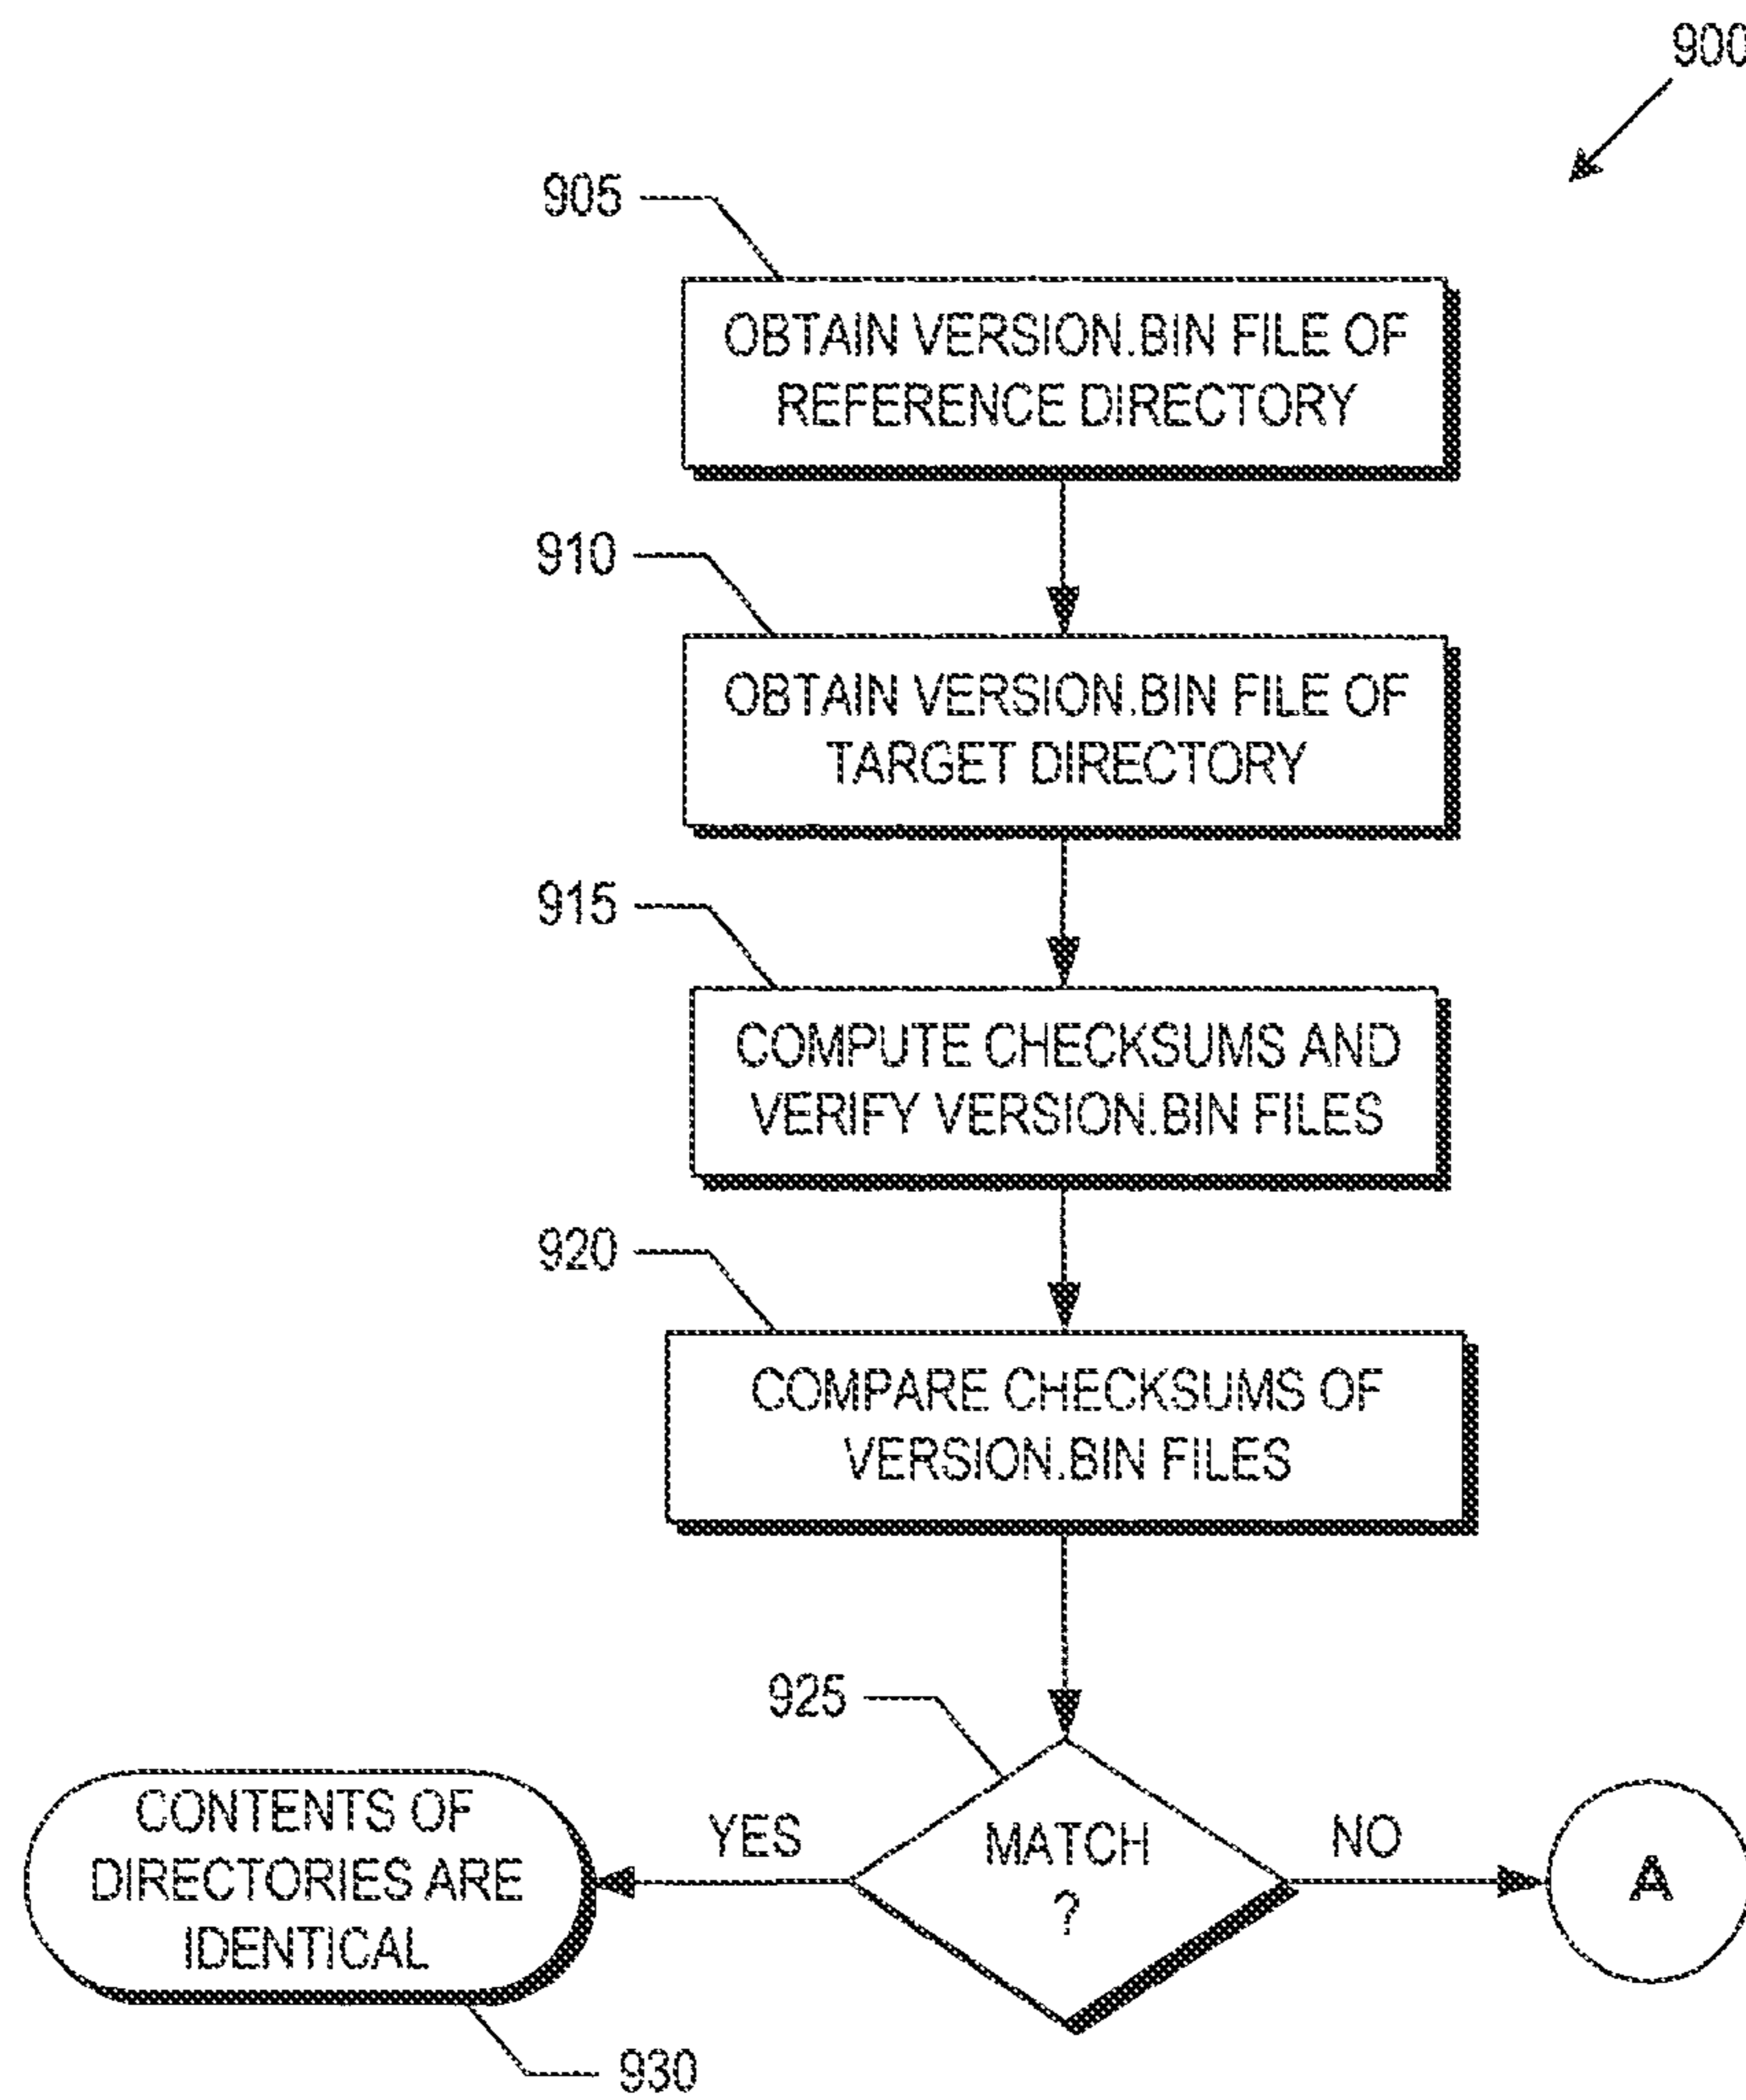 900
905
OBTAIN VERSION.BIN FILE OF
REFERENCE DIRECTORY
910
OBTAIN VERSION.BIN FILE OF
TARGET DIRECTORY
915
COMPUTE CHECKSUMS AND
VERIFY VERSION.BIN FILES
920
COMPARE CHECKSUMS OF
VERSION.BIN FILES
925
MATCH
?
YES
NO
CONTENTS OF
DIRECTORIES ARE
IDENTICAL
A
930